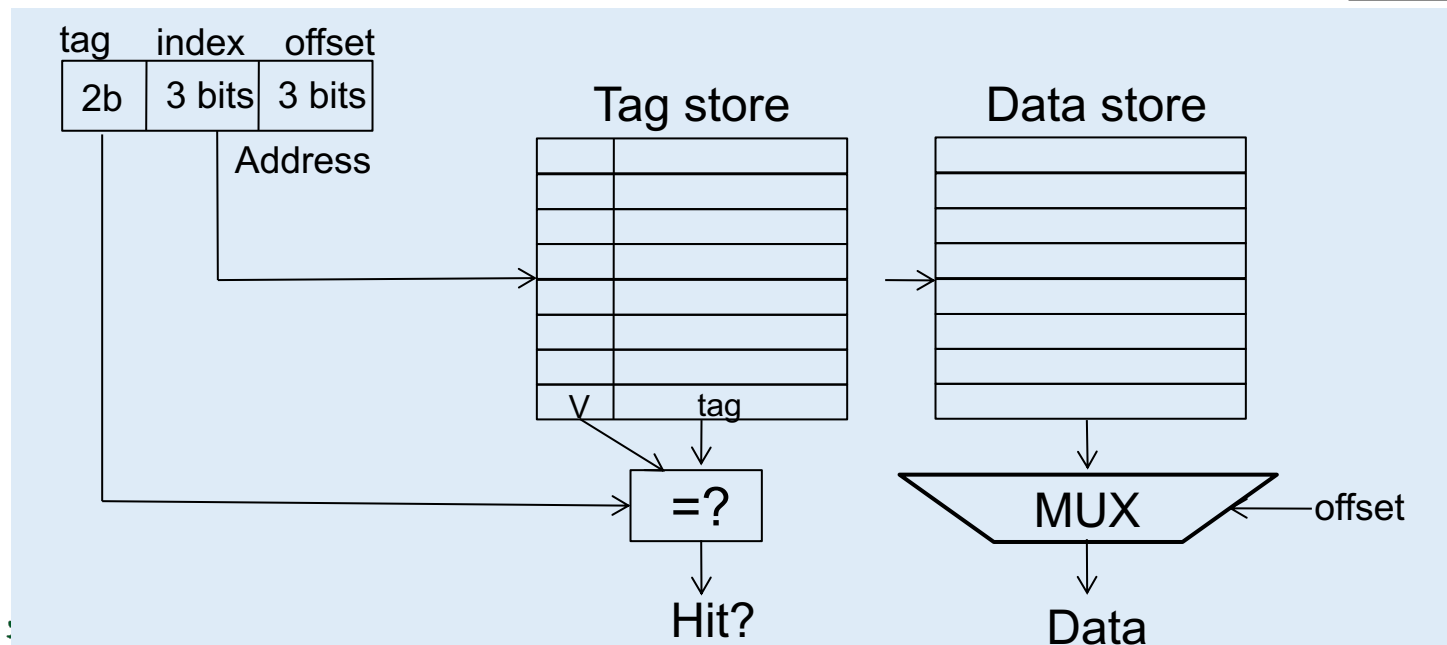 tag index offset
2b 3 bits 3 bits
Address
Tag store
Data store
V tag
=?
MUX
offset
Hit?
Data